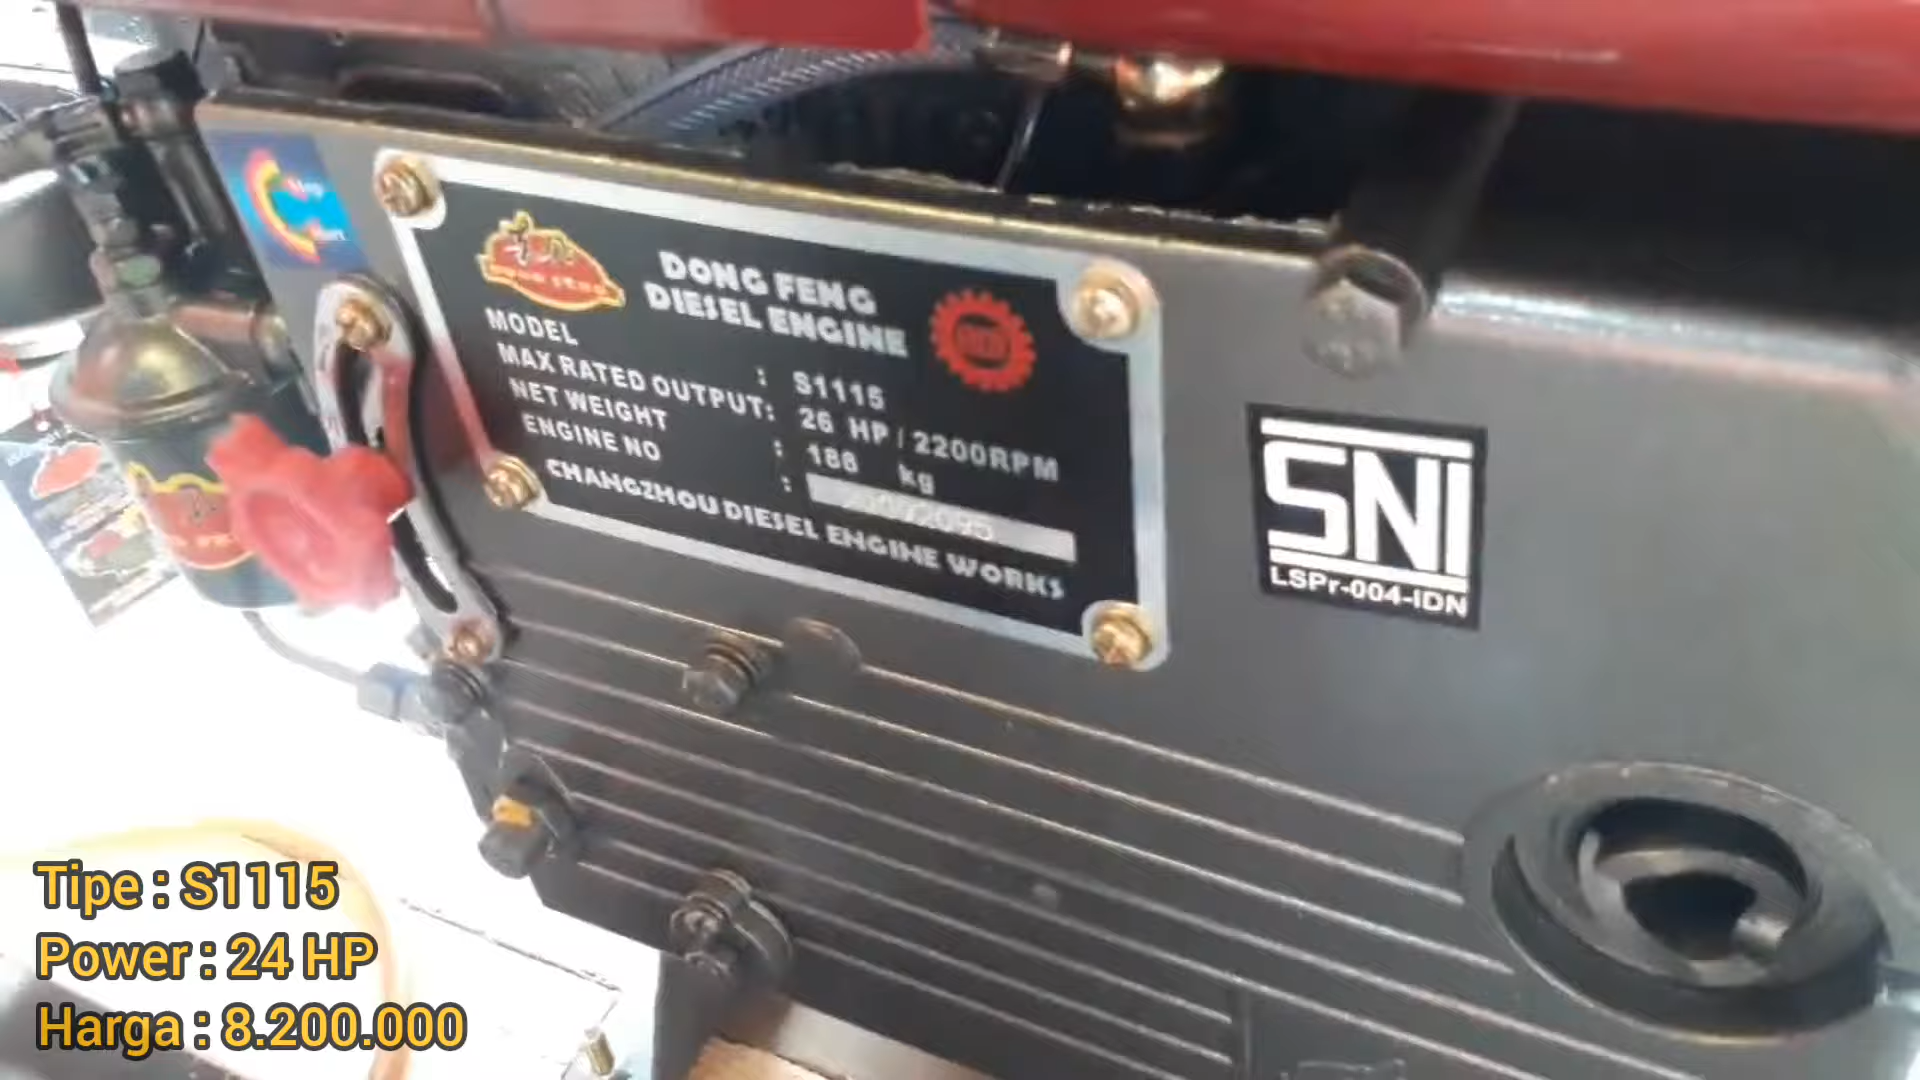 DONG FENG
DIESEL ENGINE
MODEL : S1115
MAX RATED OUTPUT: 26 HP / 2200RPM
NET WEIGHT : 188 kg
ENGINE NO :
CHANGZHOU DIESEL ENGINE WORKS
SNI
LSPr-004-IDN
Tipe : S1115
Power : 24 HP
Harga : 8.200.000